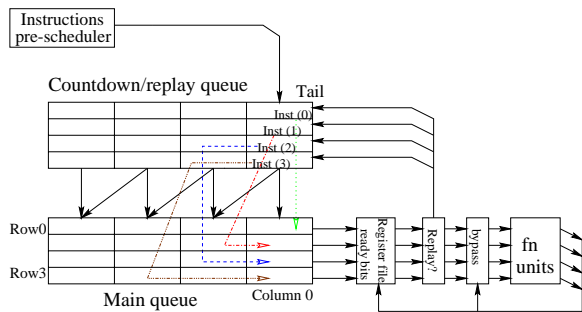 Instructions
pre-scheduler
Countdown/replay queue
Tail
Inst (0)
Inst (1)
Inst (2)
Inst (3)
Row0
Row3
Main queue
Column 0
Register file
ready bits
Replay?
bypass
fn
units